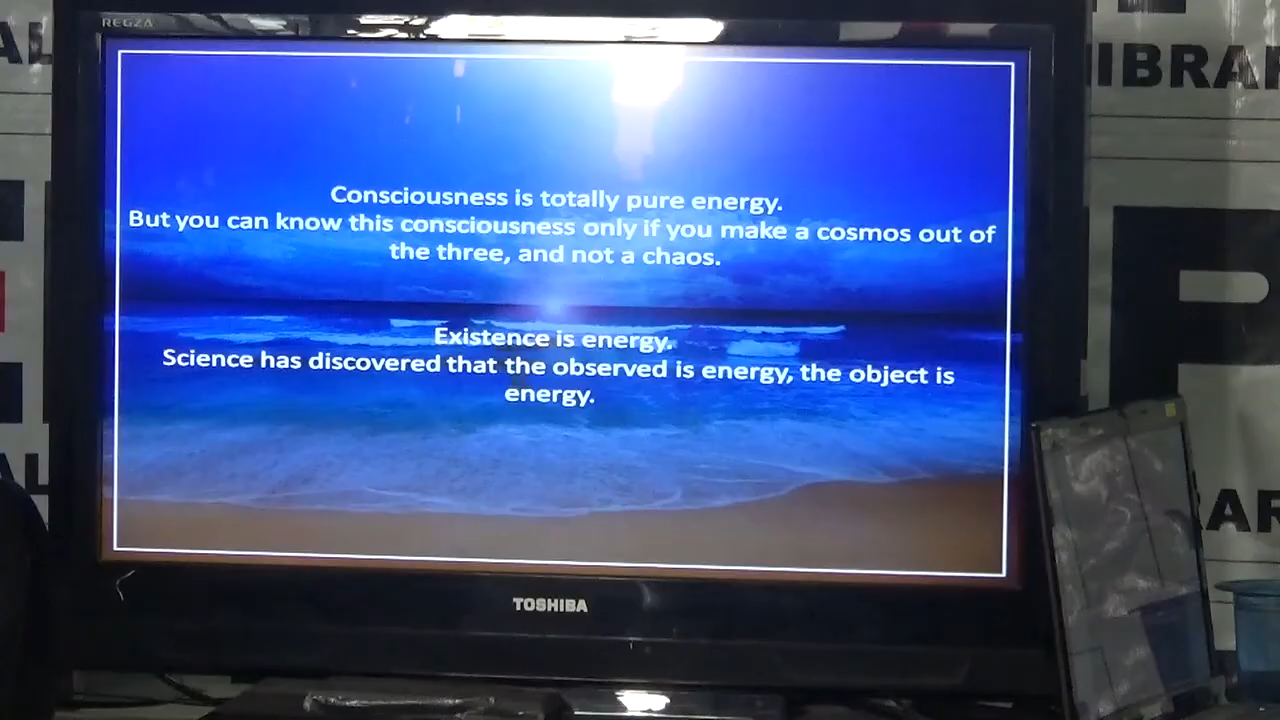 REGZA
AL
IBRA
Consciousness is totally pure energy.
But you can know this consciousness only if you make a cosmos out of
the three, and not a chaos.
Existence is energy.
Science has discovered that the observed is energy, the object is
energy.
P
AL
RAR
TOSHIBA